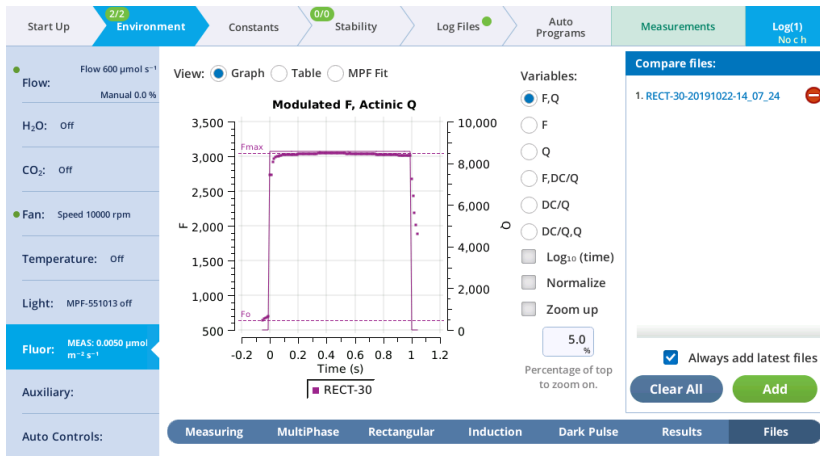 Start Up
2/2
Environment
Constants
0/0
Stability
Log Files
Auto
Programs
Measurements
Log(1)
No c h
Flow:
Flow 600 µmol s⁻¹
Manual 0.0 %
H₂O: Off
CO₂: Off
Fan: Speed 10000 rpm
Temperature: Off
Light: MPF-551013 off
Fluor:
MEAS: 0.0050 µmol
m⁻² s⁻¹
Auxiliary:
Auto Controls:
View: Graph Table MPF Fit
Modulated F, Actinic Q
3,500
3,000
2,500
2,000
1,500
1,000
500
F
Fmax
Fo
10,000
8,000
6,000
4,000
2,000
0
Q
-0.2 0 0.2 0.4 0.6 0.8 1 1.2
Time (s)
RECT-30
Variables:
F,Q
F
Q
F,DC/Q
DC/Q
DC/Q,Q
Log₁₀ (time)
Normalize
Zoom up
5.0
%
Percentage of top
to zoom on.
Compare files:
1. RECT-30-20191022-14_07_24
Always add latest files
Clear All
Add
Measuring MultiPhase Rectangular Induction Dark Pulse Results Files